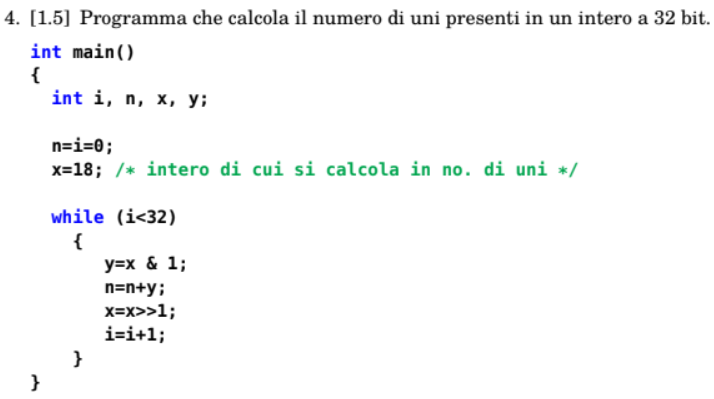 4. [1.5] Programma che calcola il numero di uni presenti in un intero a 32 bit.
int main()
{
int i, n, x, y;
n=i=0;
x=18; /* intero di cui si calcola in no. di uni */
while (i<32)
{
y=x & 1;
n=n+y;
x=x>>1;
i=i+1;
}
}